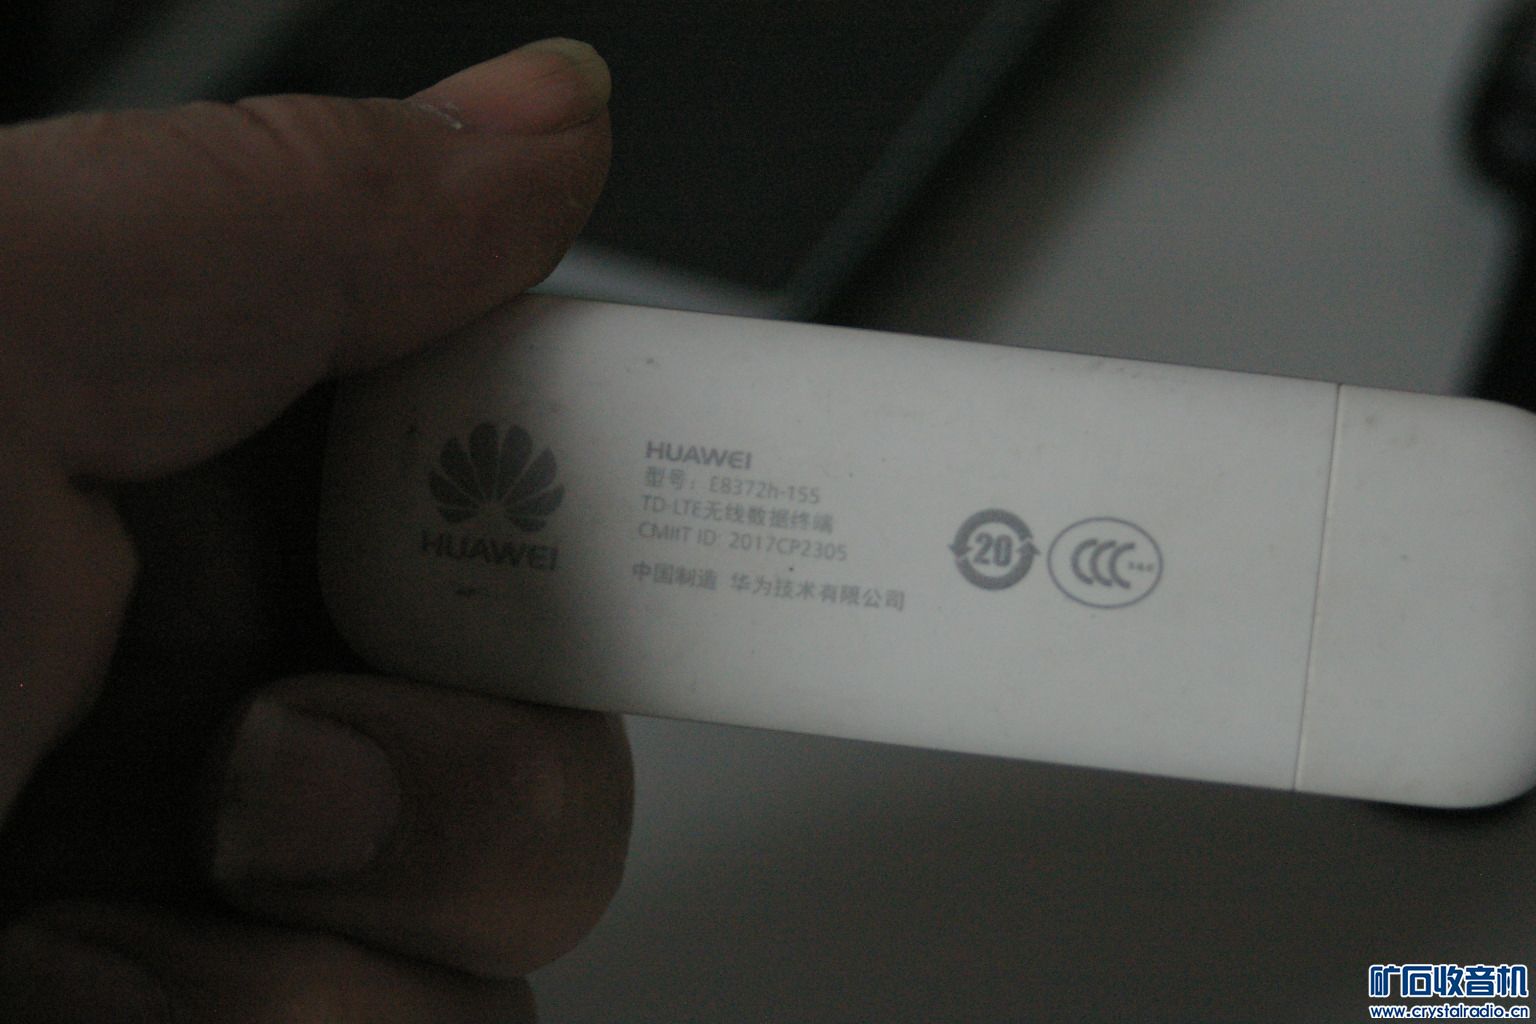 HUAWEI
HUAWEI
型号：E8372h-155
TD-LTE无线数据终端
CMIIT ID: 2017CP2305
中国制造 华为技术有限公司
20
CCC
矿石收音机
www.crystalradio.cn